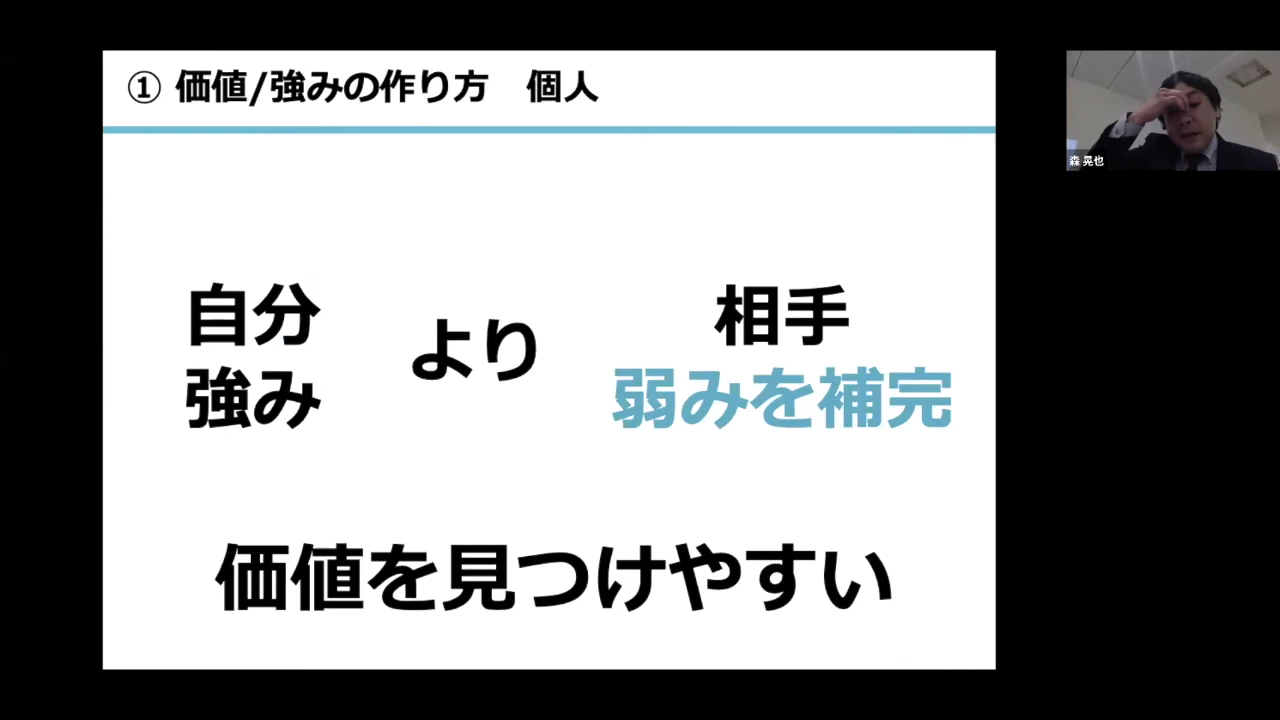 ① 価値/強みの作り方　個人
自分
強み
より
相手
弱みを補完
価値を見つけやすい
森 晃也